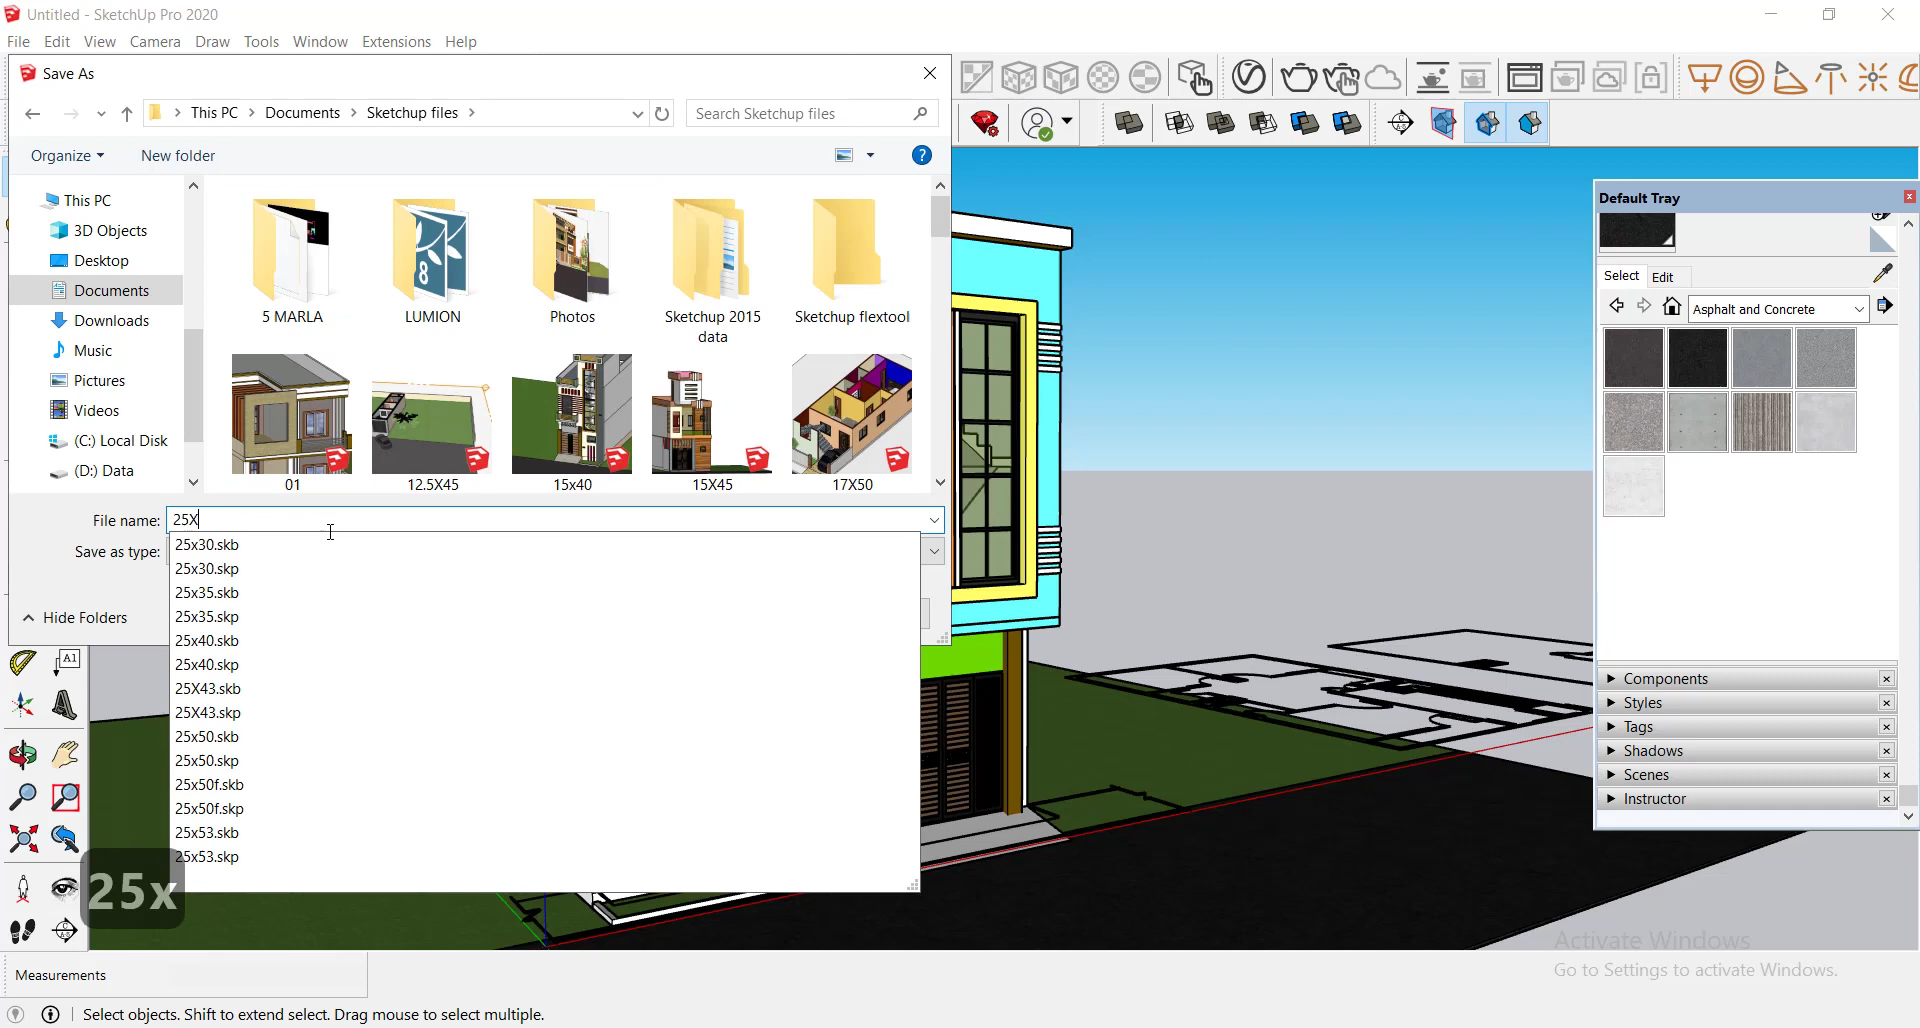 Untitled - SketchUp Pro 2020
File Edit View Camera Draw Tools Window Extensions Help
Save As
This PC > Documents > Sketchup files >
Search Sketchup files
Organize
New folder
This PC
3D Objects
Desktop
Documents
Downloads
Music
Pictures
Videos
(C:) Local Disk
(D:) Data
5 MARLA
LUMION
Photos
Sketchup 2015 data
Sketchup flextool
01
12.5X45
15x40
15X45
17X50
File name: 25X
Save as type:
25x30.skb
25x30.skp
25x35.skb
25x35.skp
25x40.skb
25x40.skp
25X43.skb
25X43.skp
25x50.skb
25x50.skp
25x50f.skb
25x50f.skp
25x53.skb
25x53.skp
Hide Folders
25x
Default Tray
Select Edit
Asphalt and Concrete
Components
Styles
Tags
Shadows
Scenes
Instructor
Activate Windows
Go to Settings to activate Windows.
Measurements
Select objects. Shift to extend select. Drag mouse to select multiple.